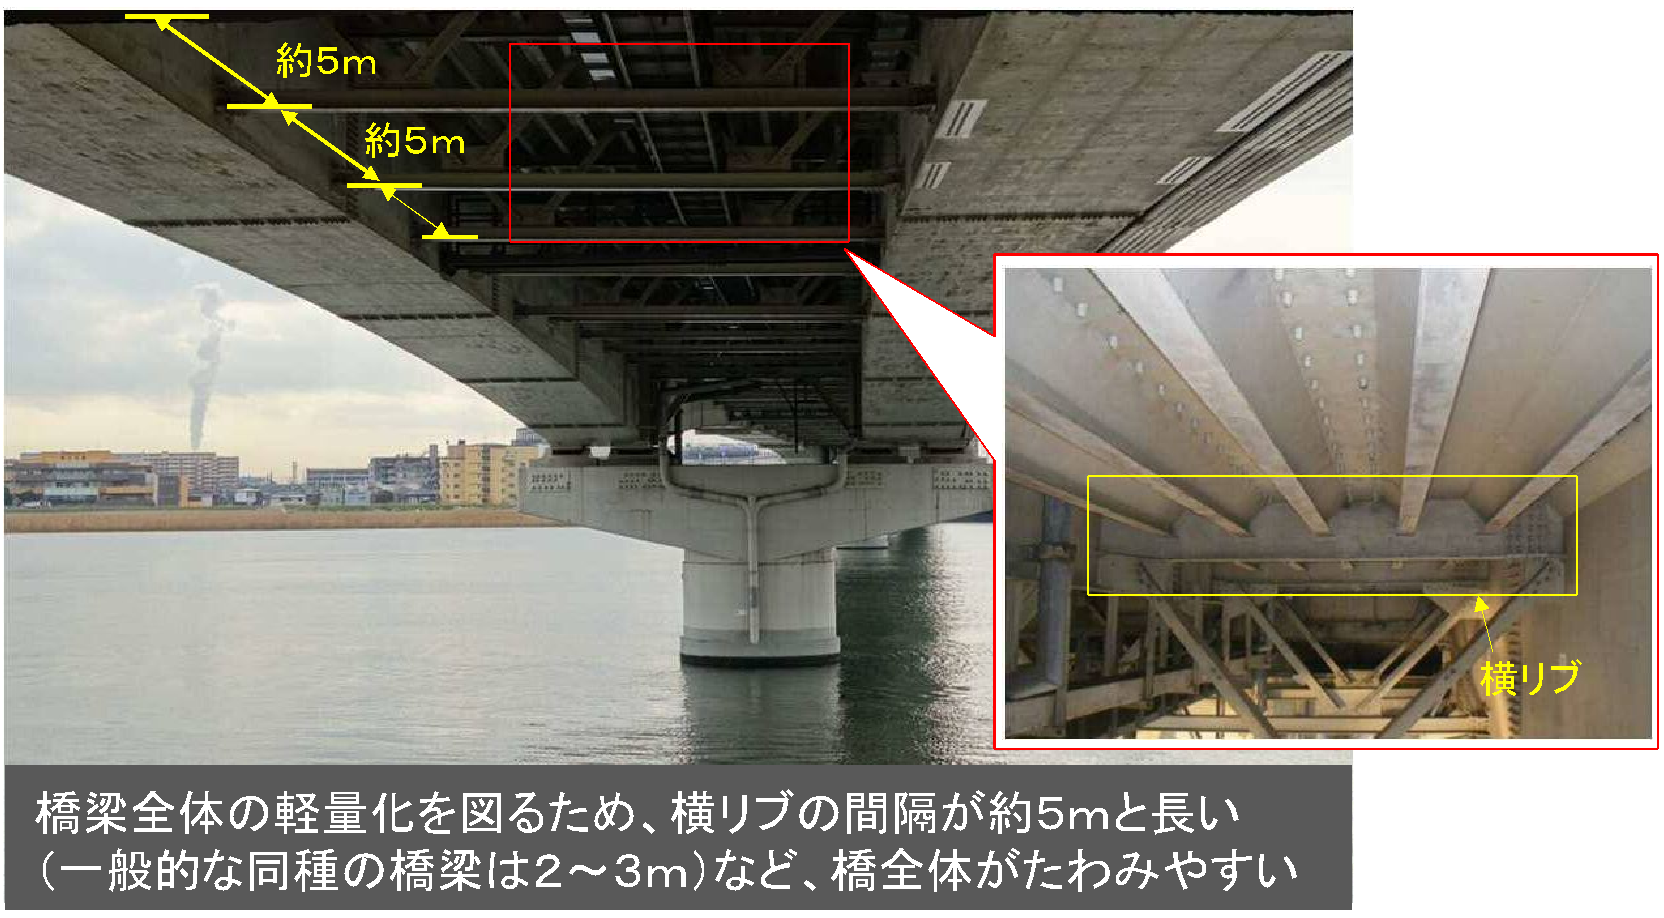 約５ｍ
約５ｍ
横リブ
橋梁全体の軽量化を図るため、横リブの間隔が約５ｍと長い
（一般的な同種の橋梁は２～３ｍ）など、橋全体がたわみやすい